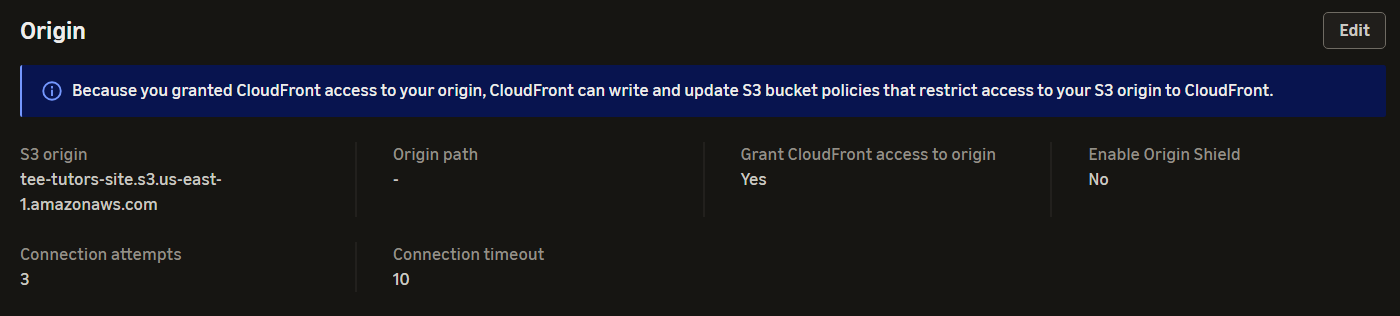 Origin
Edit
Because you granted CloudFront access to your origin, CloudFront can write and update S3 bucket policies that restrict access to your S3 origin to CloudFront.
S3 origin
tee-tutors-site.s3.us-east-
1.amazonaws.com
Origin path
-
Grant CloudFront access to origin
Yes
Enable Origin Shield
No
Connection attempts
3
Connection timeout
10